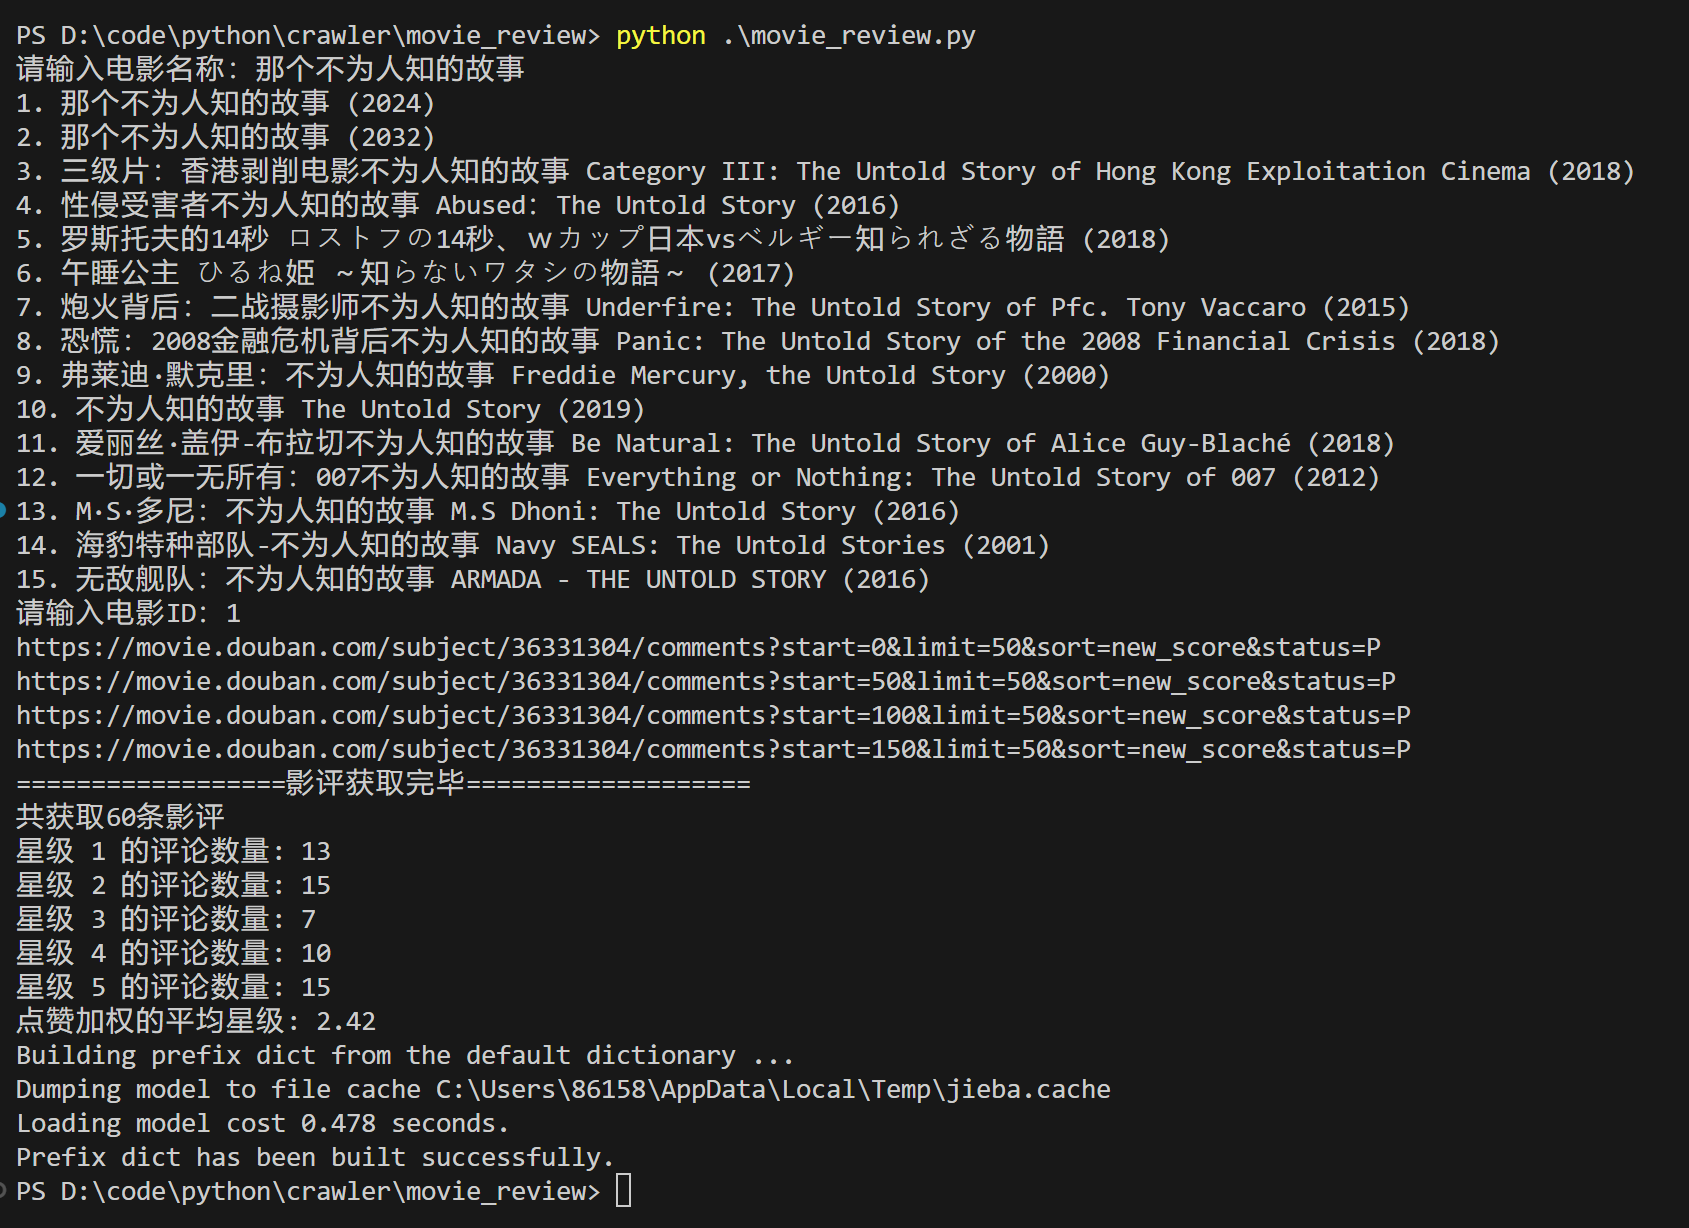 PS D:\code\python\crawler\movie_review> python .\movie_review.py
请输入电影名称: 那个不为人知的故事
1. 那个不为人知的故事 (2024)
2. 那个不为人知的故事 (2032)
3. 三级片: 香港剥削电影不为人知的故事 Category III: The Untold Story of Hong Kong Exploitation Cinema (2018)
4. 性侵受害者不为人知的故事 Abused: The Untold Story (2016)
5. 罗斯托夫的14秒 ロストフの14秒、ｗカップ日本vsベルギー知られざる物語 (2018)
6. 午睡公主 ひるね姫 ～知らないワタシの物語～ (2017)
7. 炮火背后: 二战摄影师不为人知的故事 Underfire: The Untold Story of Pfc. Tony Vaccaro (2015)
8. 恐慌: 2008金融危机背后不为人知的故事 Panic: The Untold Story of the 2008 Financial Crisis (2018)
9. 弗莱迪·默克里: 不为人知的故事 Freddie Mercury, the Untold Story (2000)
10. 不为人知的故事 The Untold Story (2019)
11. 爱丽丝·盖伊-布拉切不为人知的故事 Be Natural: The Untold Story of Alice Guy-Blaché (2018)
12. 一切或一无所有: 007不为人知的故事 Everything or Nothing: The Untold Story of 007 (2012)
13. M·S·多尼: 不为人知的故事 M.S Dhoni: The Untold Story (2016)
14. 海豹特种部队-不为人知的故事 Navy SEALS: The Untold Stories (2001)
15. 无敌舰队: 不为人知的故事 ARMADA - THE UNTOLD STORY (2016)
请输入电影ID: 1
https://movie.douban.com/subject/36331304/comments?start=0&limit=50&sort=new_score&status=P
https://movie.douban.com/subject/36331304/comments?start=50&limit=50&sort=new_score&status=P
https://movie.douban.com/subject/36331304/comments?start=100&limit=50&sort=new_score&status=P
https://movie.douban.com/subject/36331304/comments?start=150&limit=50&sort=new_score&status=P
==================影评获取完毕===================
共获取60条影评
星级 1 的评论数量: 13
星级 2 的评论数量: 15
星级 3 的评论数量: 7
星级 4 的评论数量: 10
星级 5 的评论数量: 15
点赞加权的平均星级: 2.42
Building prefix dict from the default dictionary ...
Dumping model to file cache C:\Users\86158\AppData\Local\Temp\jieba.cache
Loading model cost 0.478 seconds.
Prefix dict has been built successfully.
PS D:\code\python\crawler\movie_review>